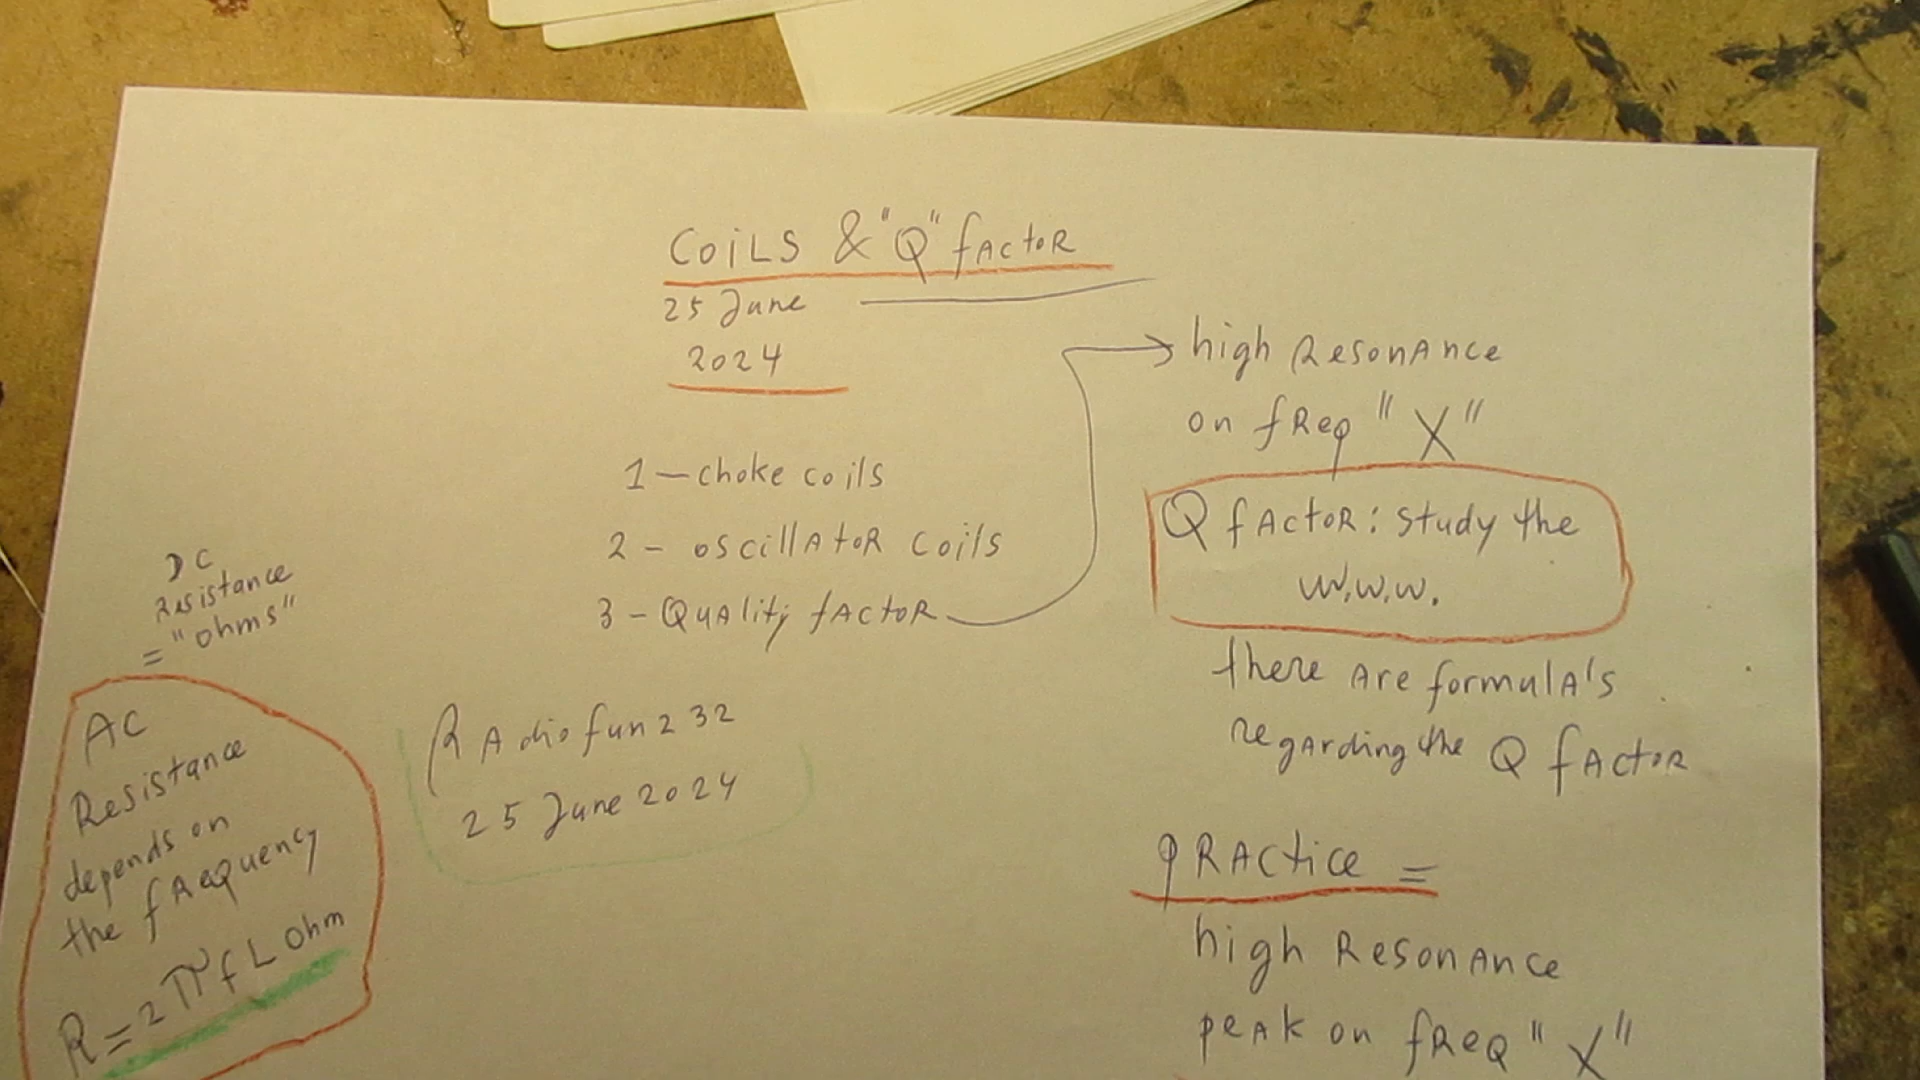 COILS & "Q" fACtoR
25 June
2024
1 - choke coils
2 - oscillAtoR coils
3 - QUALity fACtoR
high ResonAnce
on fReq "X"
Q fActoR: study the
W.W.W.
there ARe formulA's
regarding the Q fActoR
pRActice =
high ResonAnce
peAk on fReq "X"
DC
Resistance
= "ohms"
AC
Resistance
depends on
the fRequency
R = 2 π f L Ohm
RAdiofun232
25 June 2024